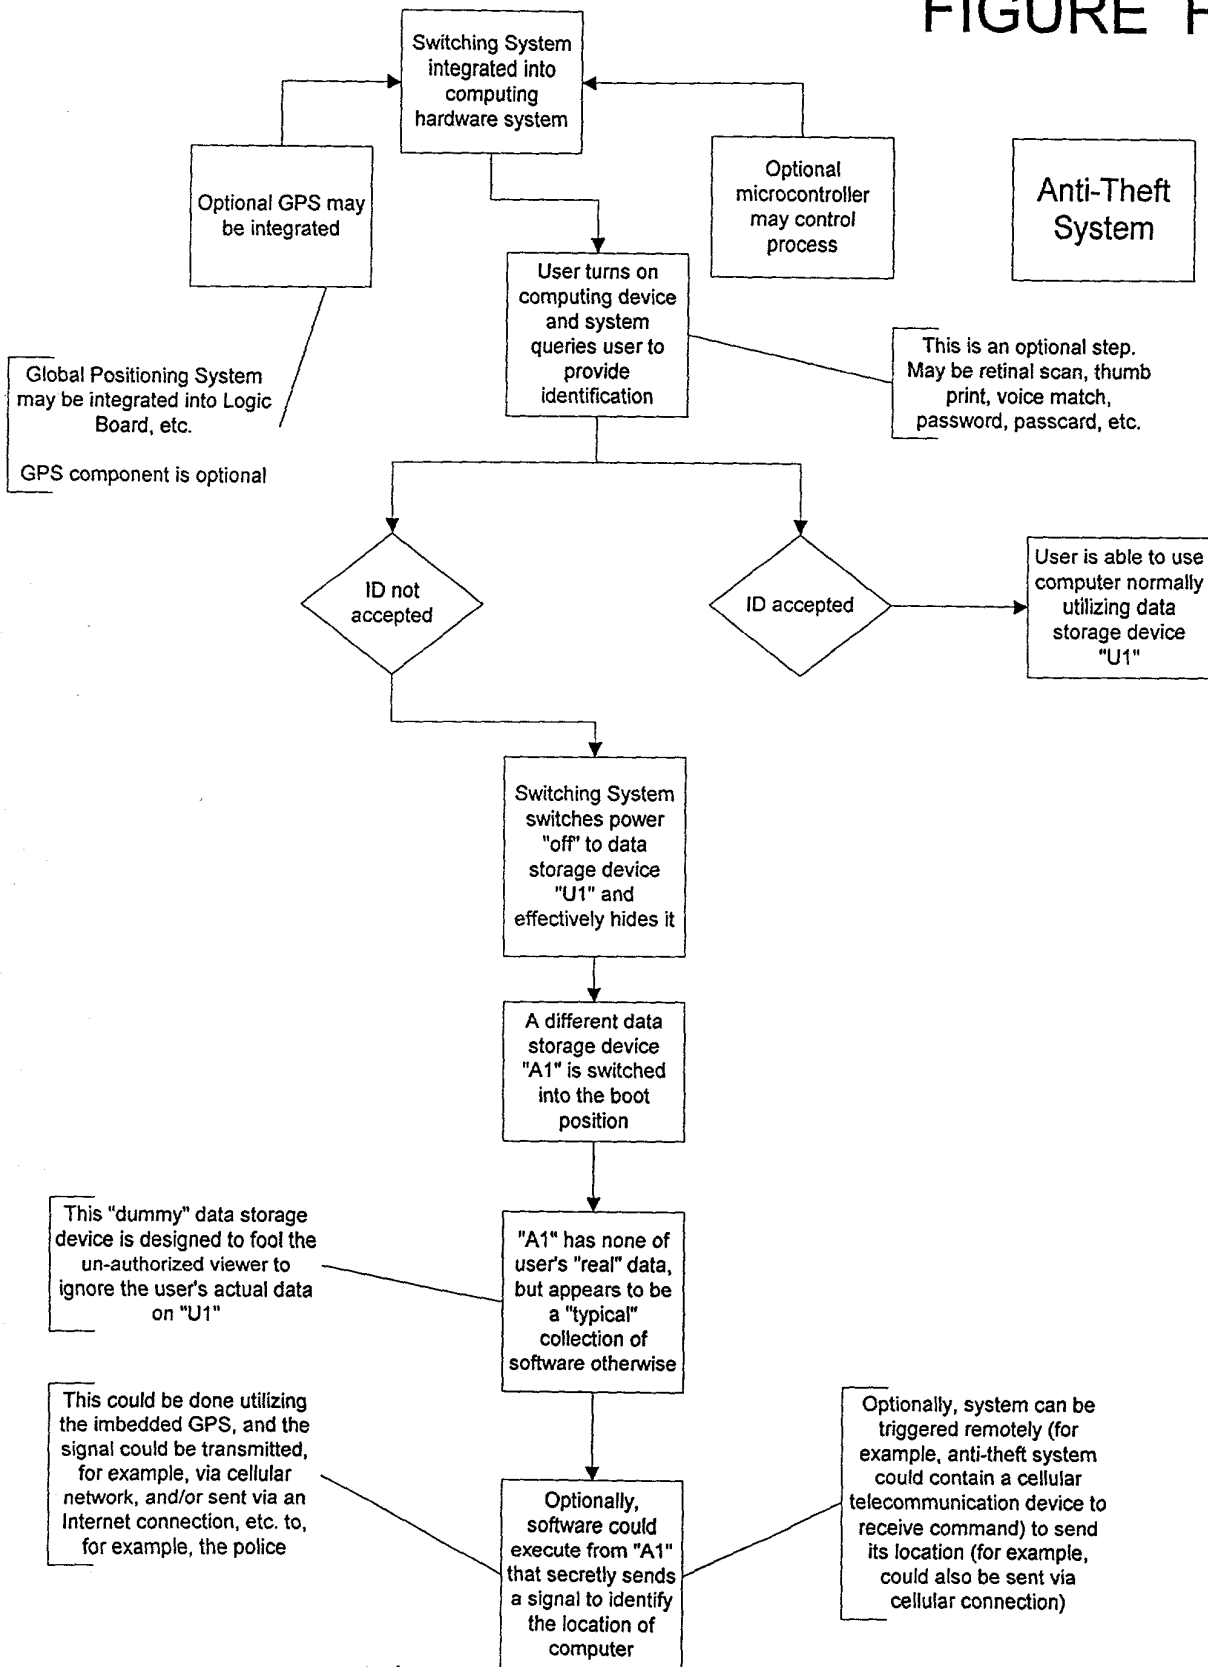 FIGURE F
Switching System
integrated into
computing
hardware system
Optional GPS may
be integrated
Optional
microcontroller
may control
process
Anti-Theft
System
User turns on
computing device
and system
queries user to
provide
identification
This is an optional step.
May be retinal scan, thumb
print, voice match,
password, passcard, etc.
Global Positioning System
may be integrated into Logic
Board, etc.
GPS component is optional
ID not
accepted
ID accepted
User is able to use
computer normally
utilizing data
storage device
"U1"
Switching System
switches power
"off" to data
storage device
"U1" and
effectively hides it
A different data
storage device
"A1" is switched
into the boot
position
This "dummy" data storage
device is designed to fool the
un-authorized viewer to
ignore the user's actual data
on "U1"
"A1" has none of
user's "real" data,
but appears to be
a "typical"
collection of
software otherwise
This could be done utilizing
the imbedded GPS, and the
signal could be transmitted,
for example, via cellular
network, and/or sent via an
Internet connection, etc. to,
for example, the police
Optionally,
software could
execute from "A1"
that secretly sends
a signal to identify
the location of
computer
Optionally, system can be
triggered remotely (for
example, anti-theft system
could contain a cellular
telecommunication device to
receive command) to send
its location (for example,
could also be sent via
cellular connection)